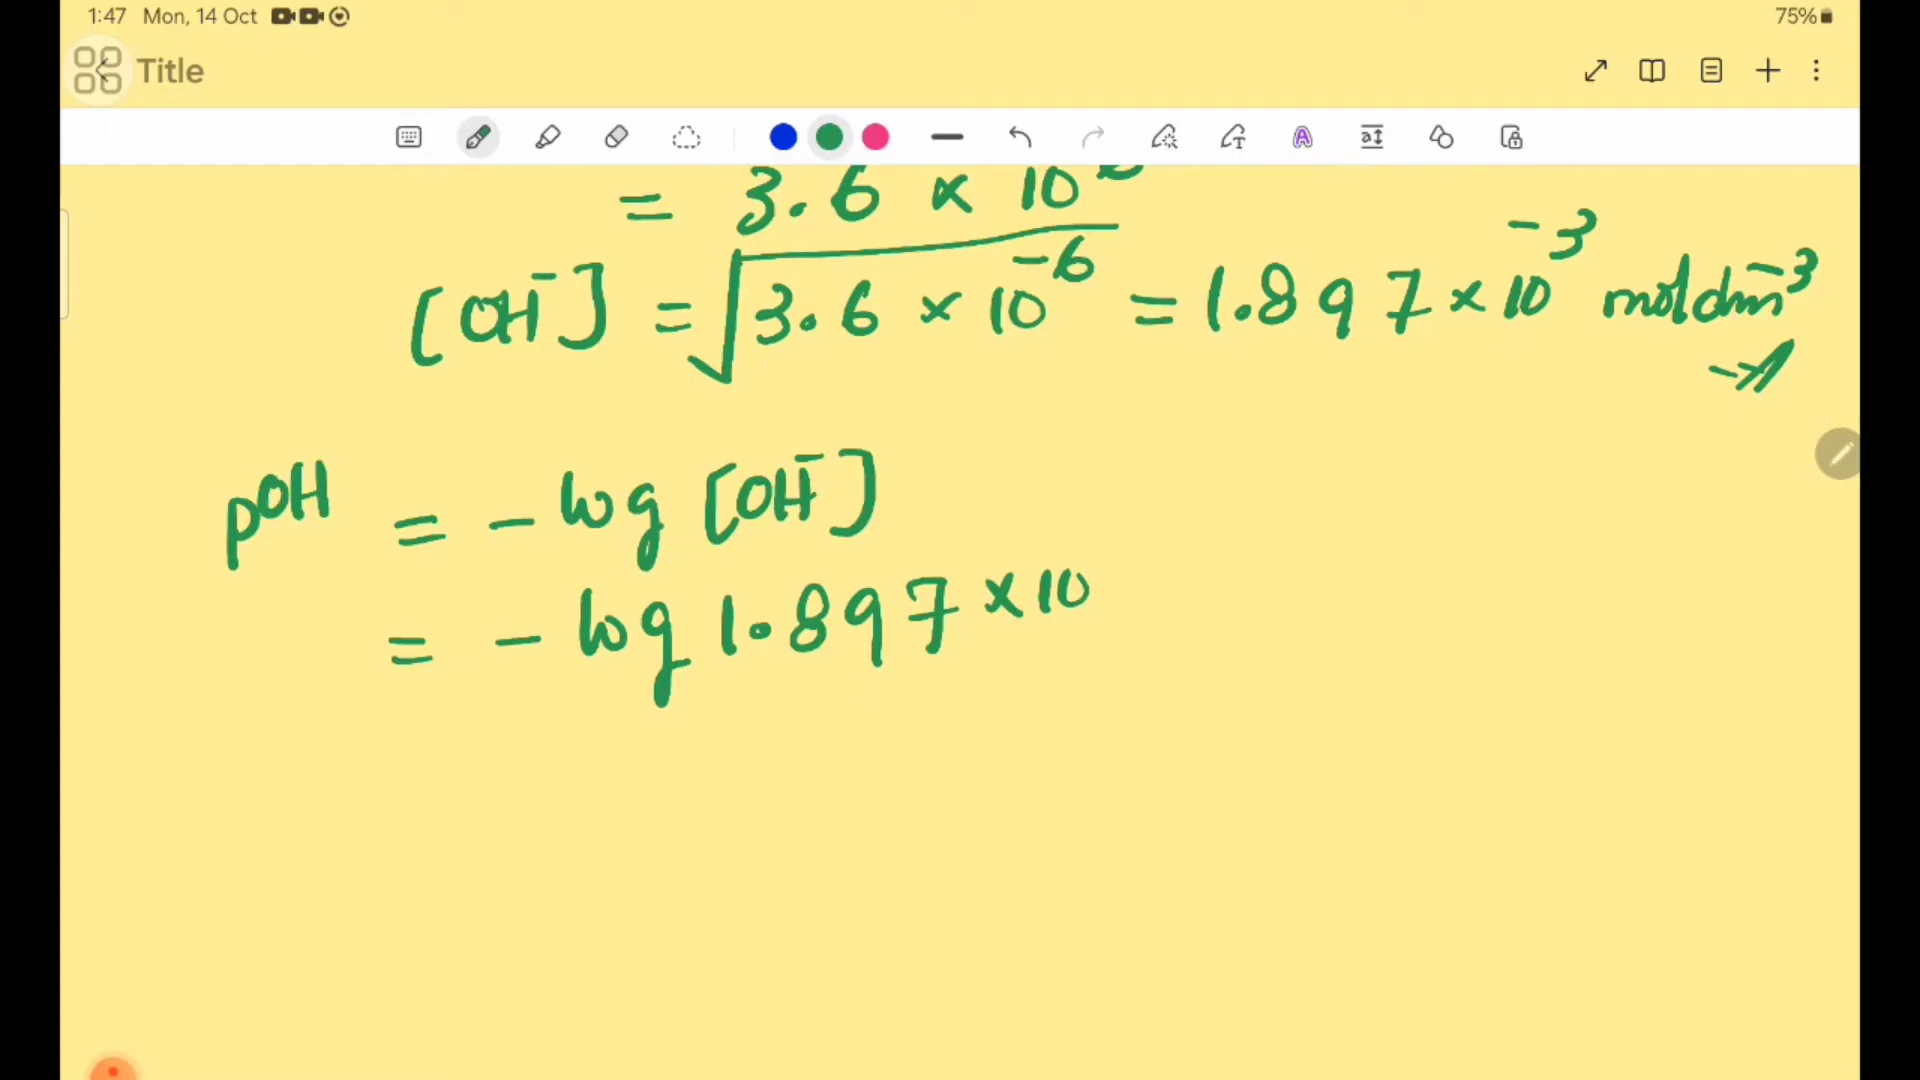 1:47 Mon, 14 Oct 75%
Title
= 3.6 × 10
[OH⁻] = √3.6 × 10⁻⁶ = 1.897 × 10⁻³ moldm⁻³
pOH = - log [OH⁻]
= - log 1.897 × 10